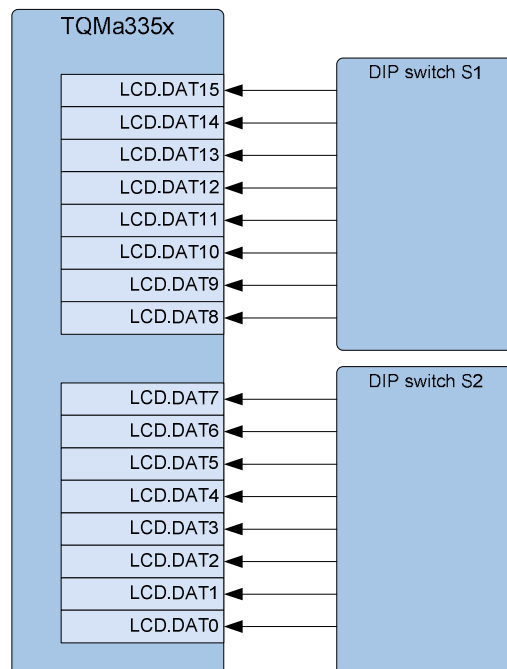 TQMa335x
DIP switch S1
LCD.DAT15
LCD.DAT14
LCD.DAT13
LCD.DAT12
LCD.DAT11
LCD.DAT10
LCD.DAT9
LCD.DAT8
DIP switch S2
LCD.DAT7
LCD.DAT6
LCD.DAT5
LCD.DAT4
LCD.DAT3
LCD.DAT2
LCD.DAT1
LCD.DAT0